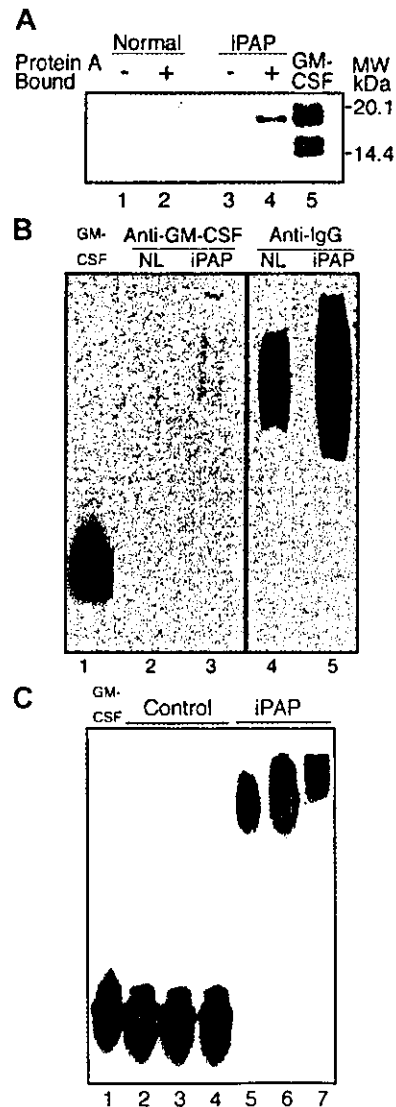 A
Normal iPAP
Protein A Bound - + - + GM-CSF MW kDa
-20.1
-14.4
1 2 3 4 5
B
GM-CSF Anti-GM-CSF Anti-IgG
NL iPAP NL iPAP
1 2 3 4 5
C
GM-CSF Control iPAP
1 2 3 4 5 6 7